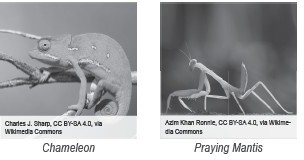 Charles J. Sharp, CC BY-SA 4.0, via
Wikimedia Commons
Chameleon
Azim Khan Ronnie, CC BY-SA 4.0, via Wikime-
dia Commons
Praying Mantis